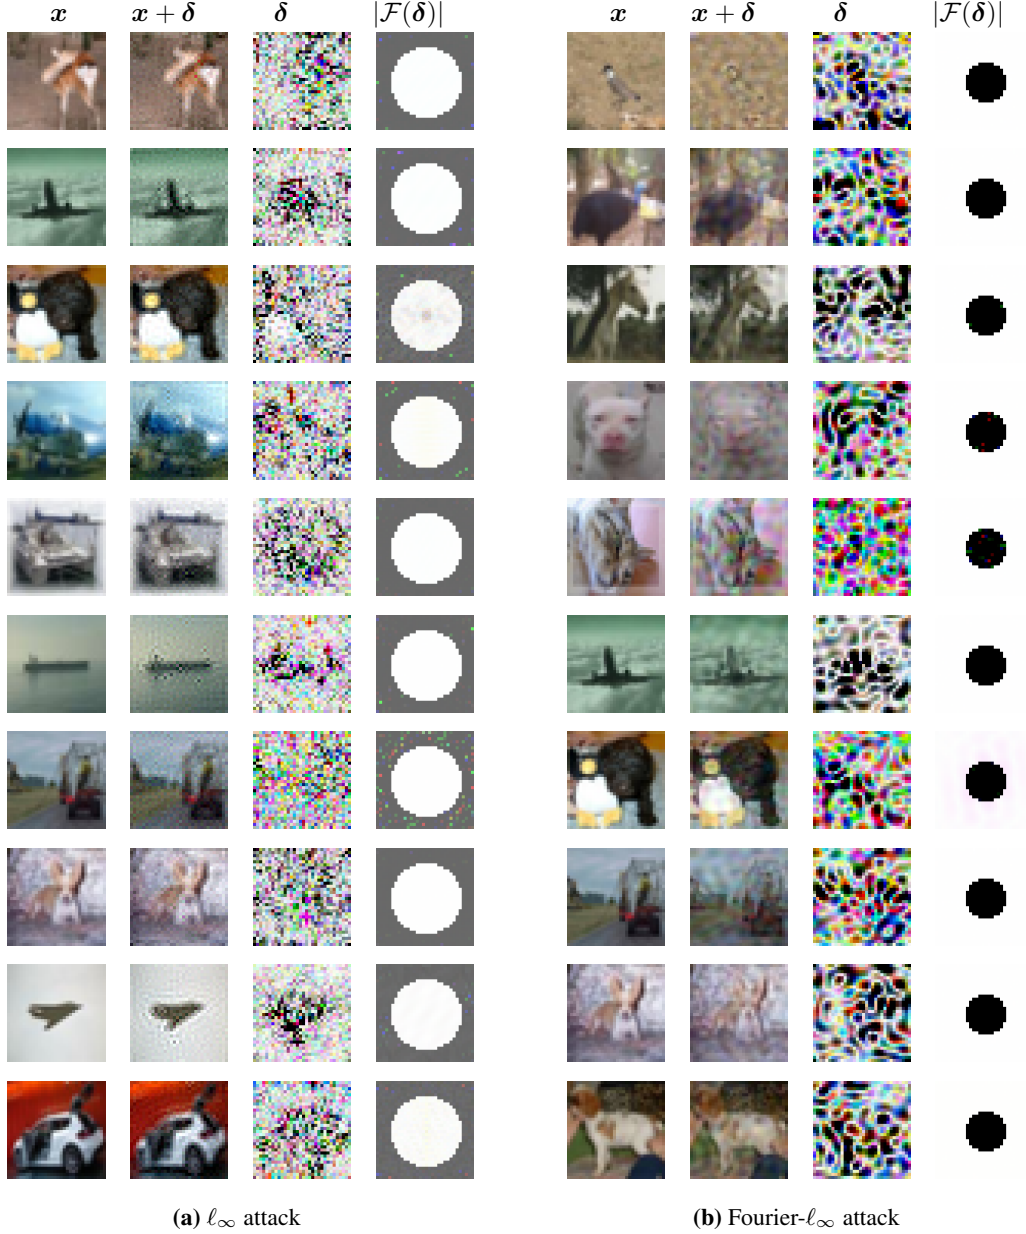 x x + δ δ |F(δ)| x x + δ δ |F(δ)|
(a) ℓ∞ attack (b) Fourier-ℓ∞ attack